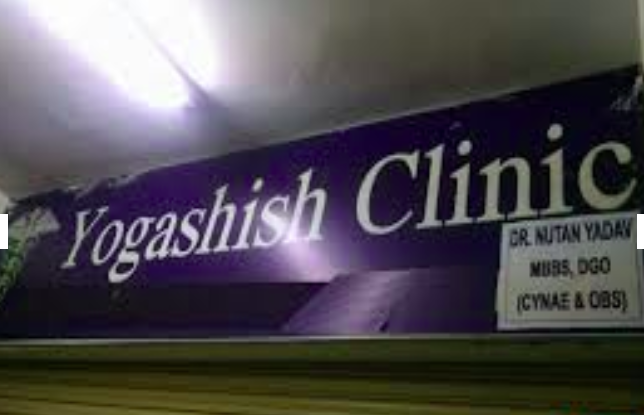 Yogashish Clinic
DR. NUTAN YADAV
MBBS, DGO
(CYNAE & OBS)